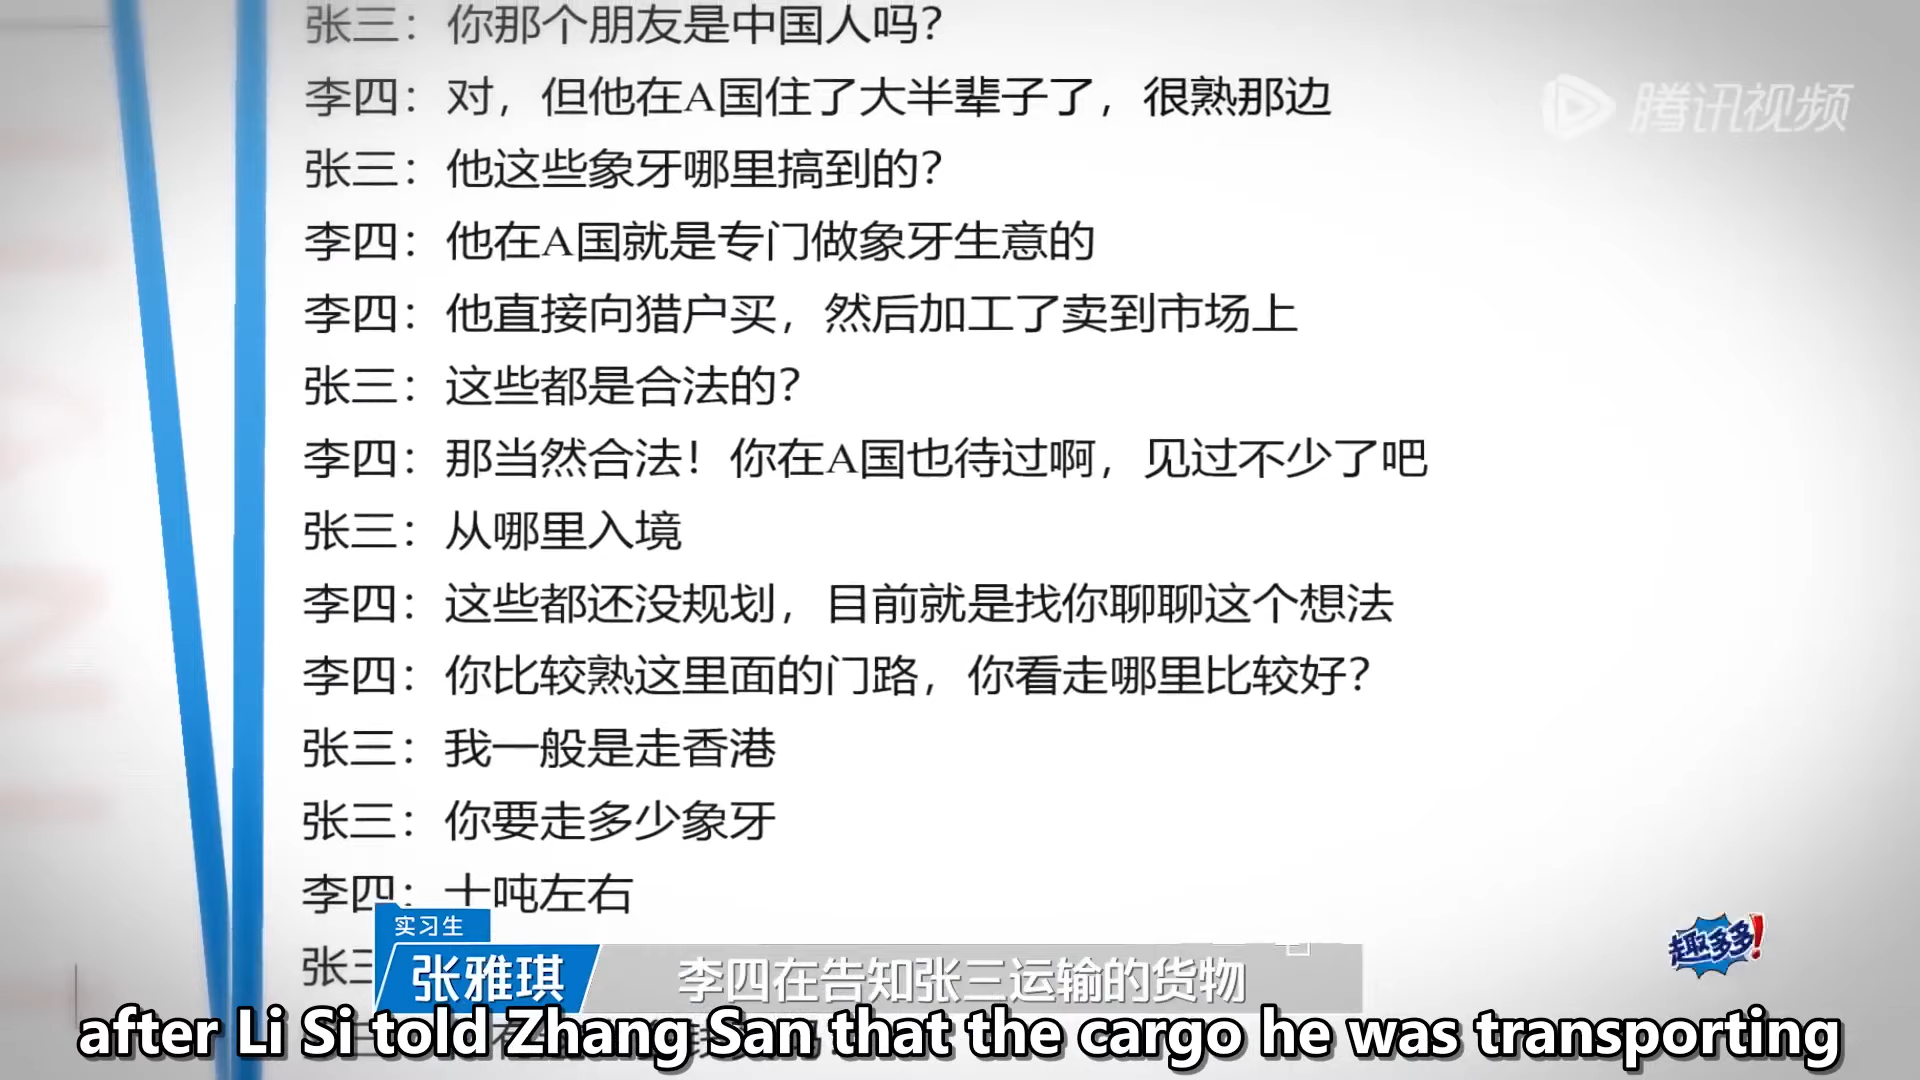 张三：你那个朋友是中国人吗？
李四：对，但他在A国住了大半辈子了，很熟那边
腾讯视频
张三：他这些象牙哪里搞到的？
李四：他在A国就是专门做象牙生意的
李四：他直接向猎户买，然后加工了卖到市场上
张三：这些都是合法的？
李四：那当然合法！你在A国也待过啊，见过不少了吧
张三：从哪里入境
李四：这些都还没规划，目前就是找你聊聊这个想法
李四：你比较熟这里面的门路，你看走哪里比较好？
张三：我一般是走香港
张三：你要走多少象牙
李四：十吨左右
实习生
趣多多！
张三
张雅琪
李四在告知张三运输的货物
after Li Si told Zhang San that the cargo he was transporting